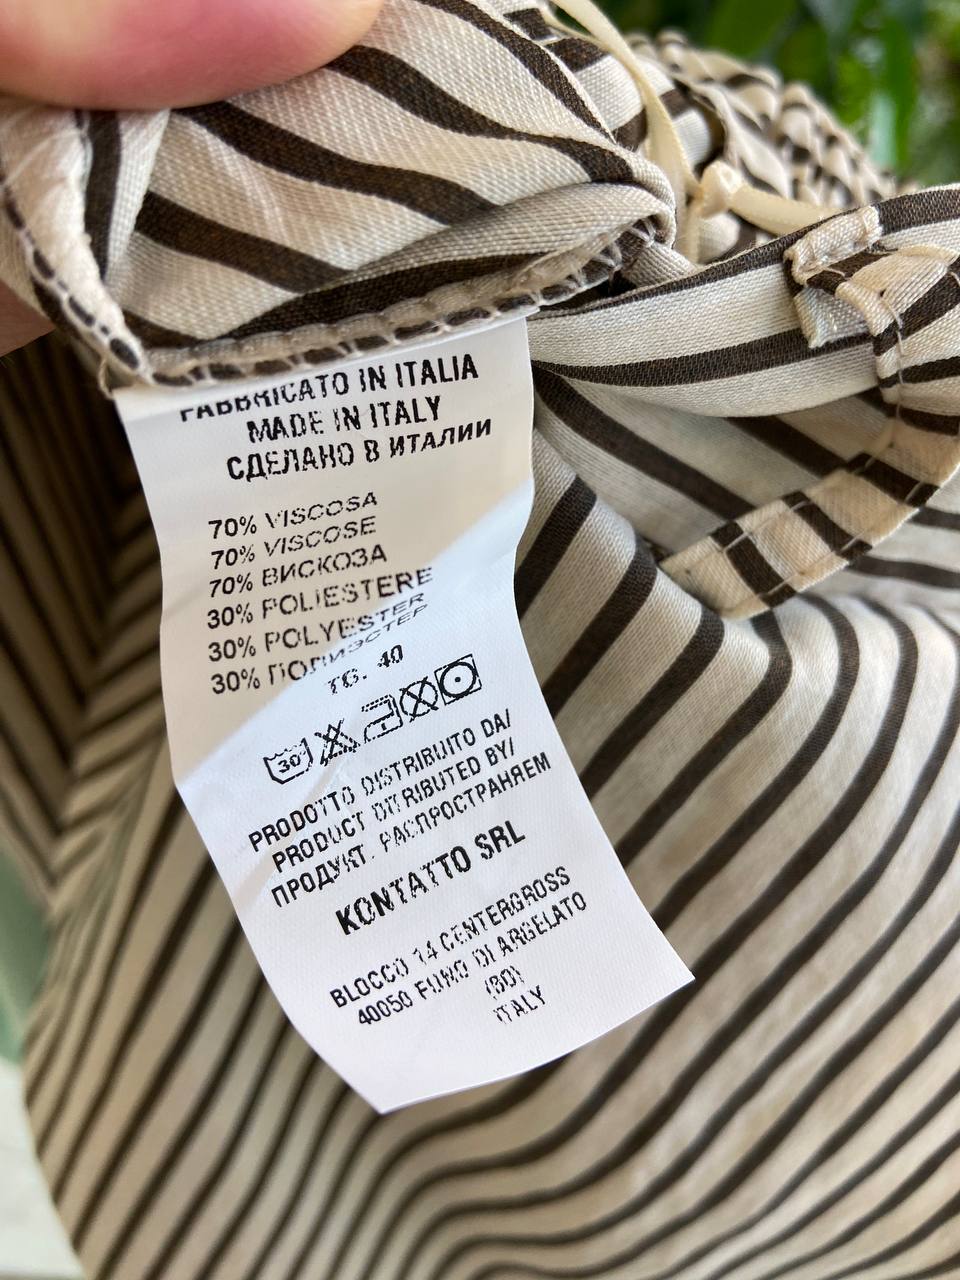 FABBRICATO IN ITALIA
MADE IN ITALY
СДЕЛАНО В ИТАЛИИ
70% VISCOSA
70% VISCOSE
70% ВИСКОЗА
30% POLIESTERE
30% POLYESTER
30% ПОЛИЭСТЕР
TG. 40
30°
PRODOTTO DISTRIBUITO DA/
PRODUCT DITRIBUTED BY/
ПРОДУКТ. РАСПРОСТРАНЯЕМ
KONTATTO SRL
BLOCCO 14 CENTERGROSS
40050 FUNO DI ARGELATO
(BO)
ITALY